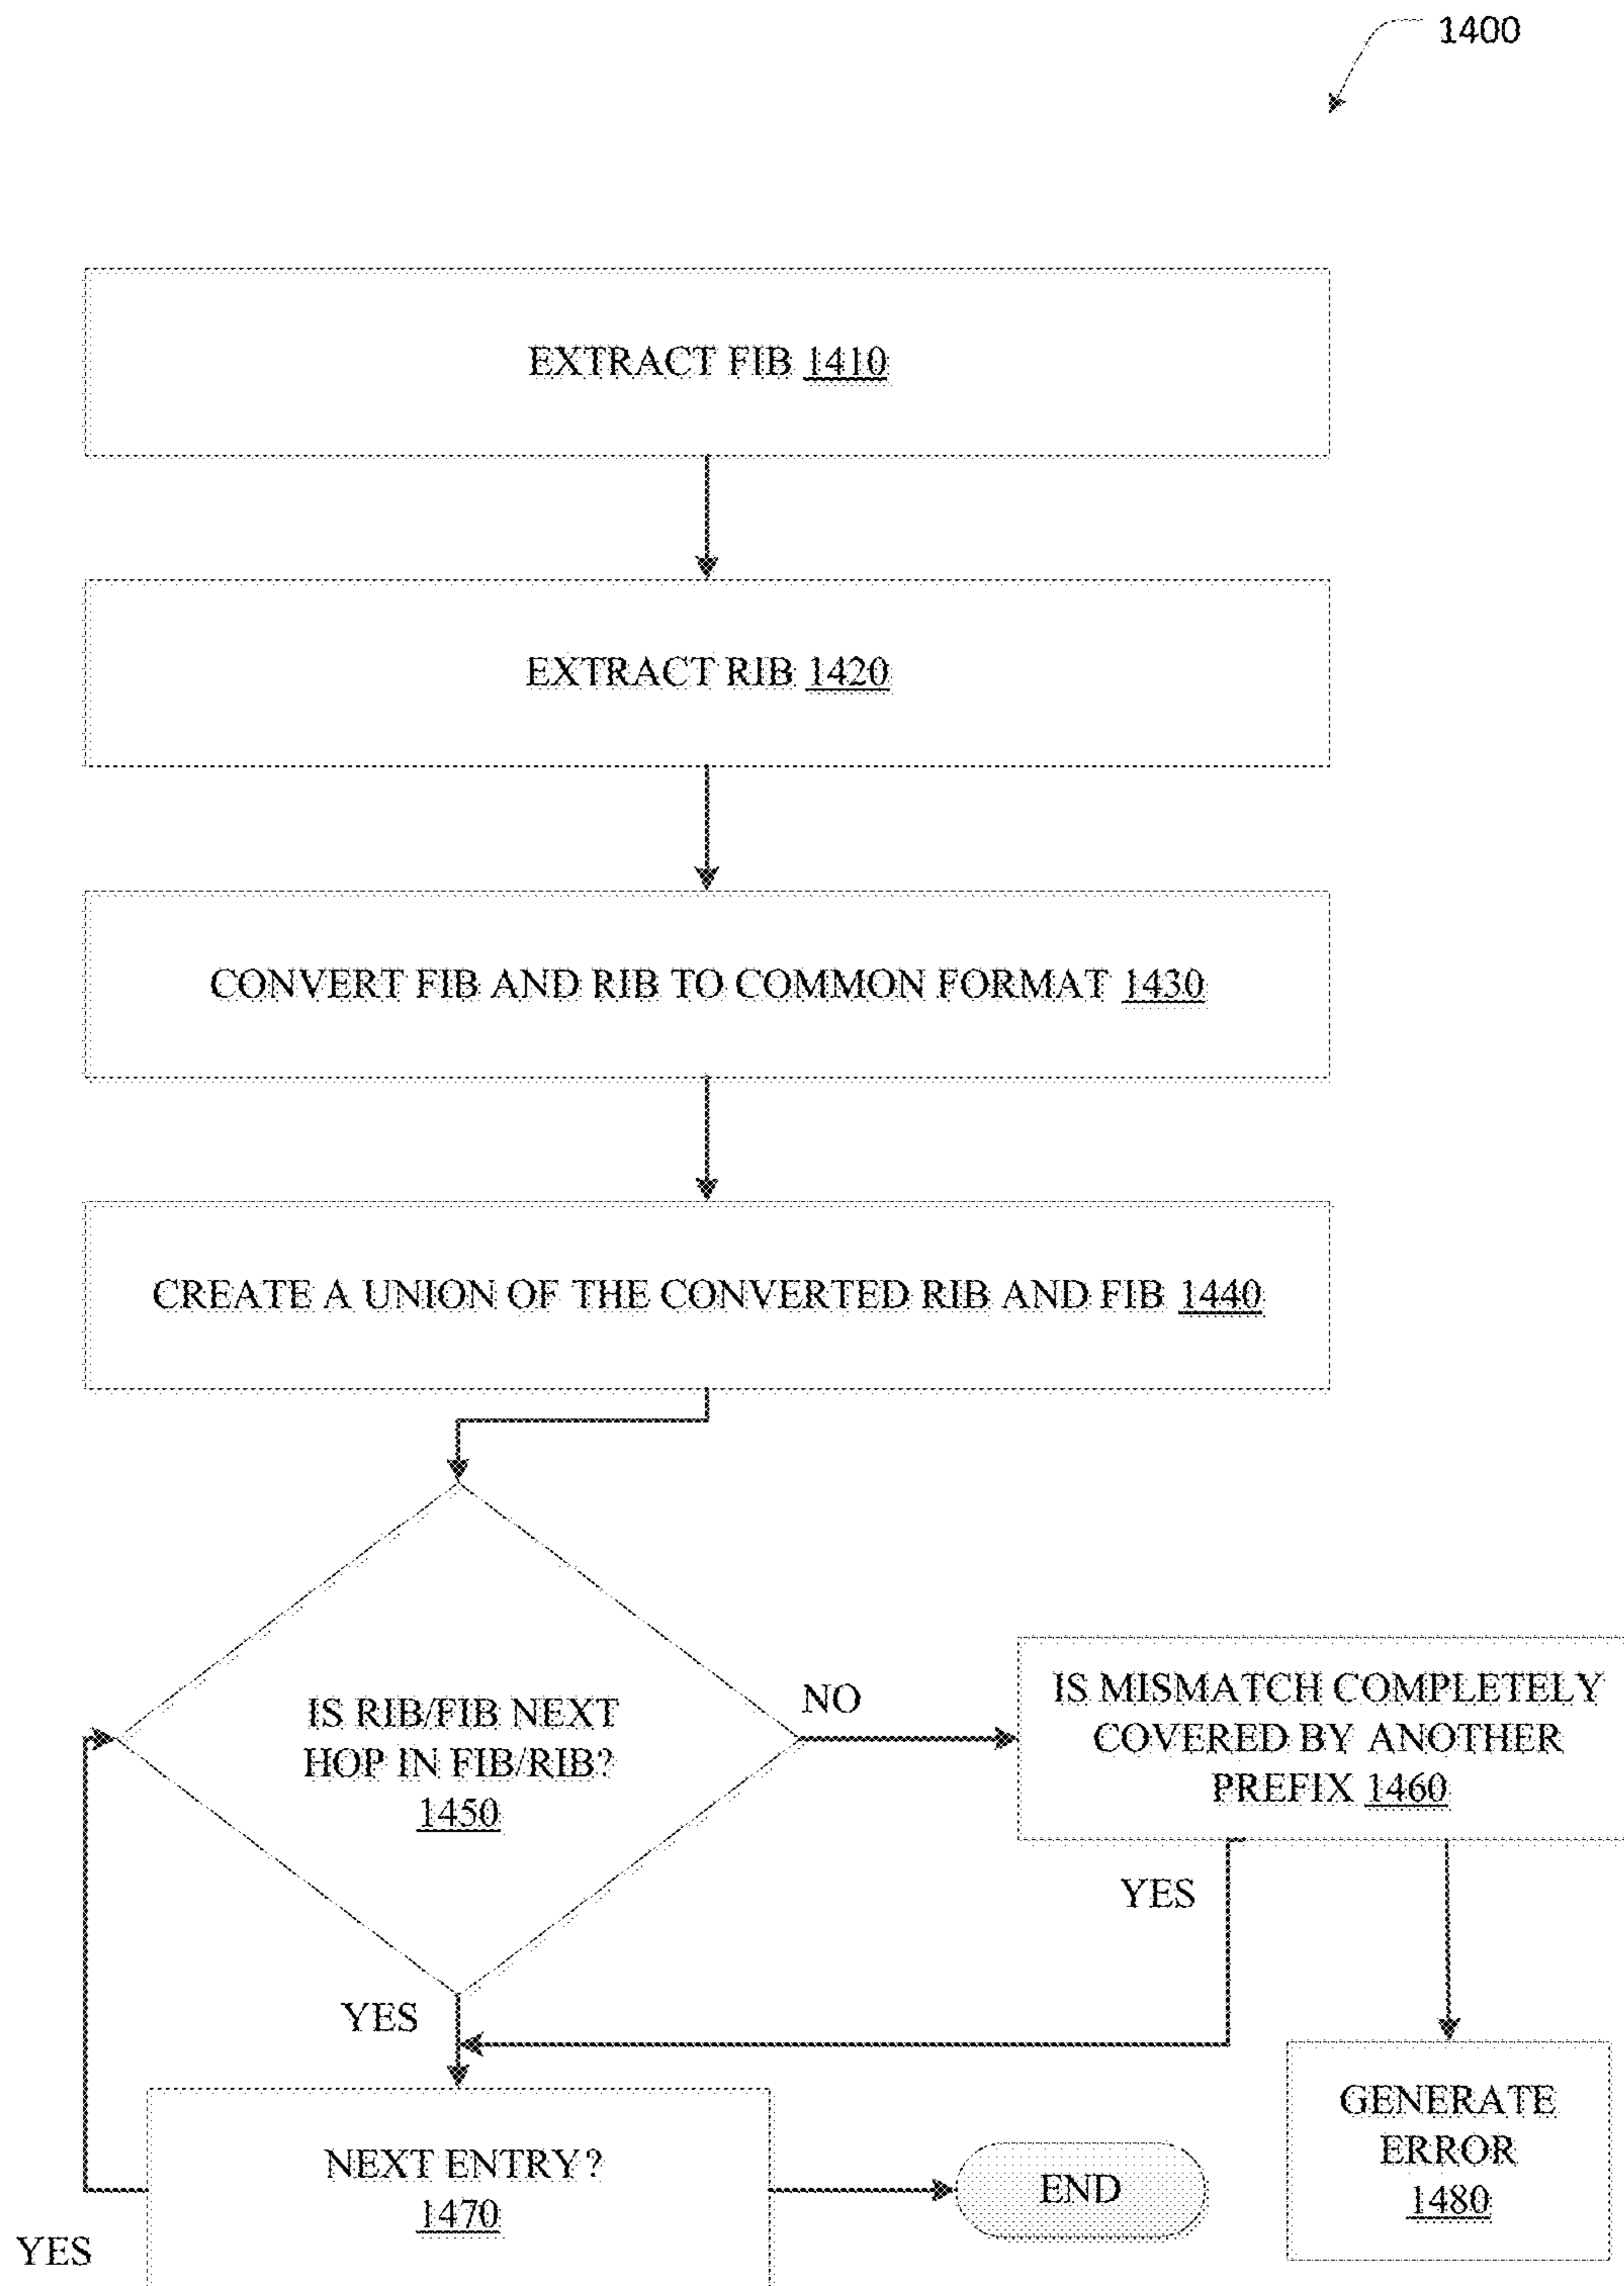 1400
EXTRACT FIB 1410
EXTRACT RIB 1420
CONVERT FIB AND RIB TO COMMON FORMAT 1430
CREATE A UNION OF THE CONVERTED RIB AND FIB 1440
IS RIB/FIB NEXT
HOP IN FIB/RIB?
1450
NO
IS MISMATCH COMPLETELY
COVERED BY ANOTHER
PREFIX 1460
YES
YES
NEXT ENTRY?
1470
YES
END
GENERATE
ERROR
1480